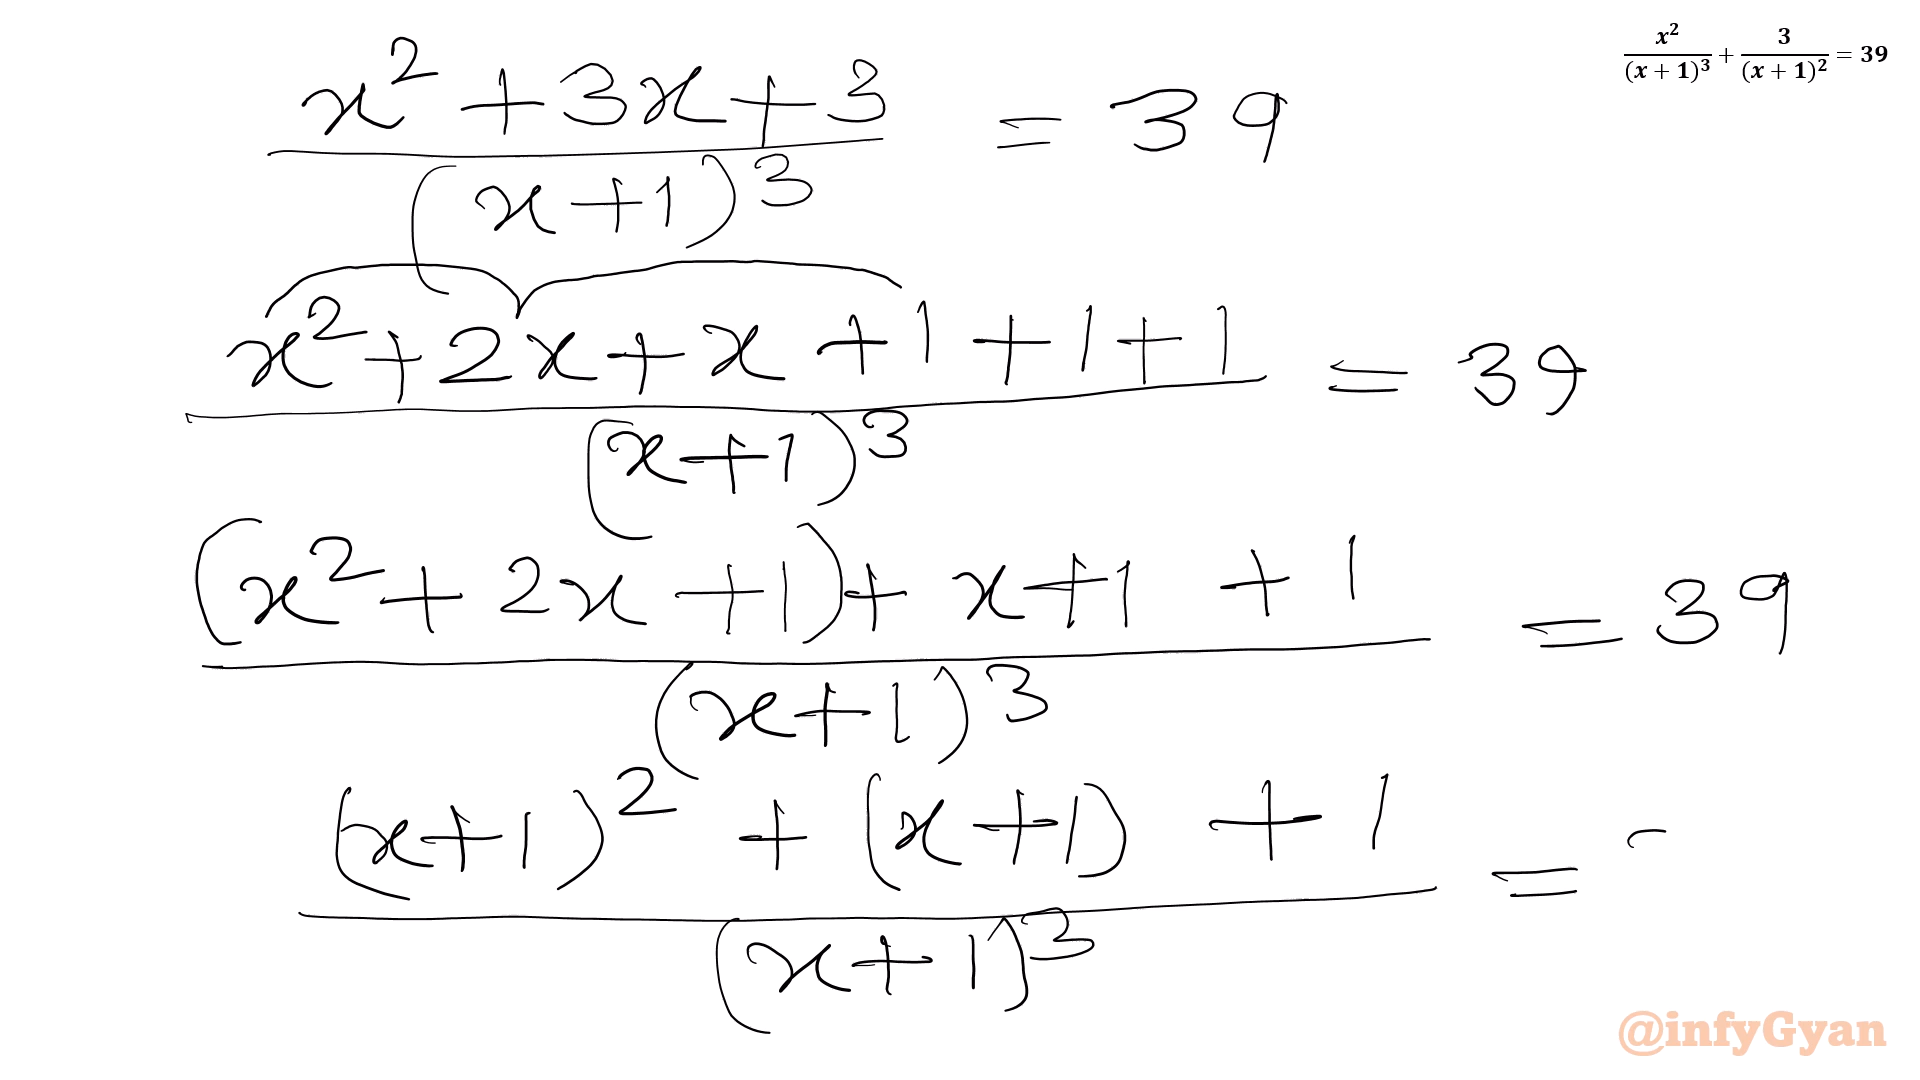 x²/(x + 1)³ + 3/(x + 1)² = 39
(x² + 3x + 3)/(x+1)³ = 39
(x² + 2x + x + 1 + 1 + 1)/(x+1)³ = 39
((x² + 2x + 1) + x + 1 + 1)/(x+1)³ = 39
((x+1)² + (x+1) + 1)/(x+1)³ =
@infyGyan